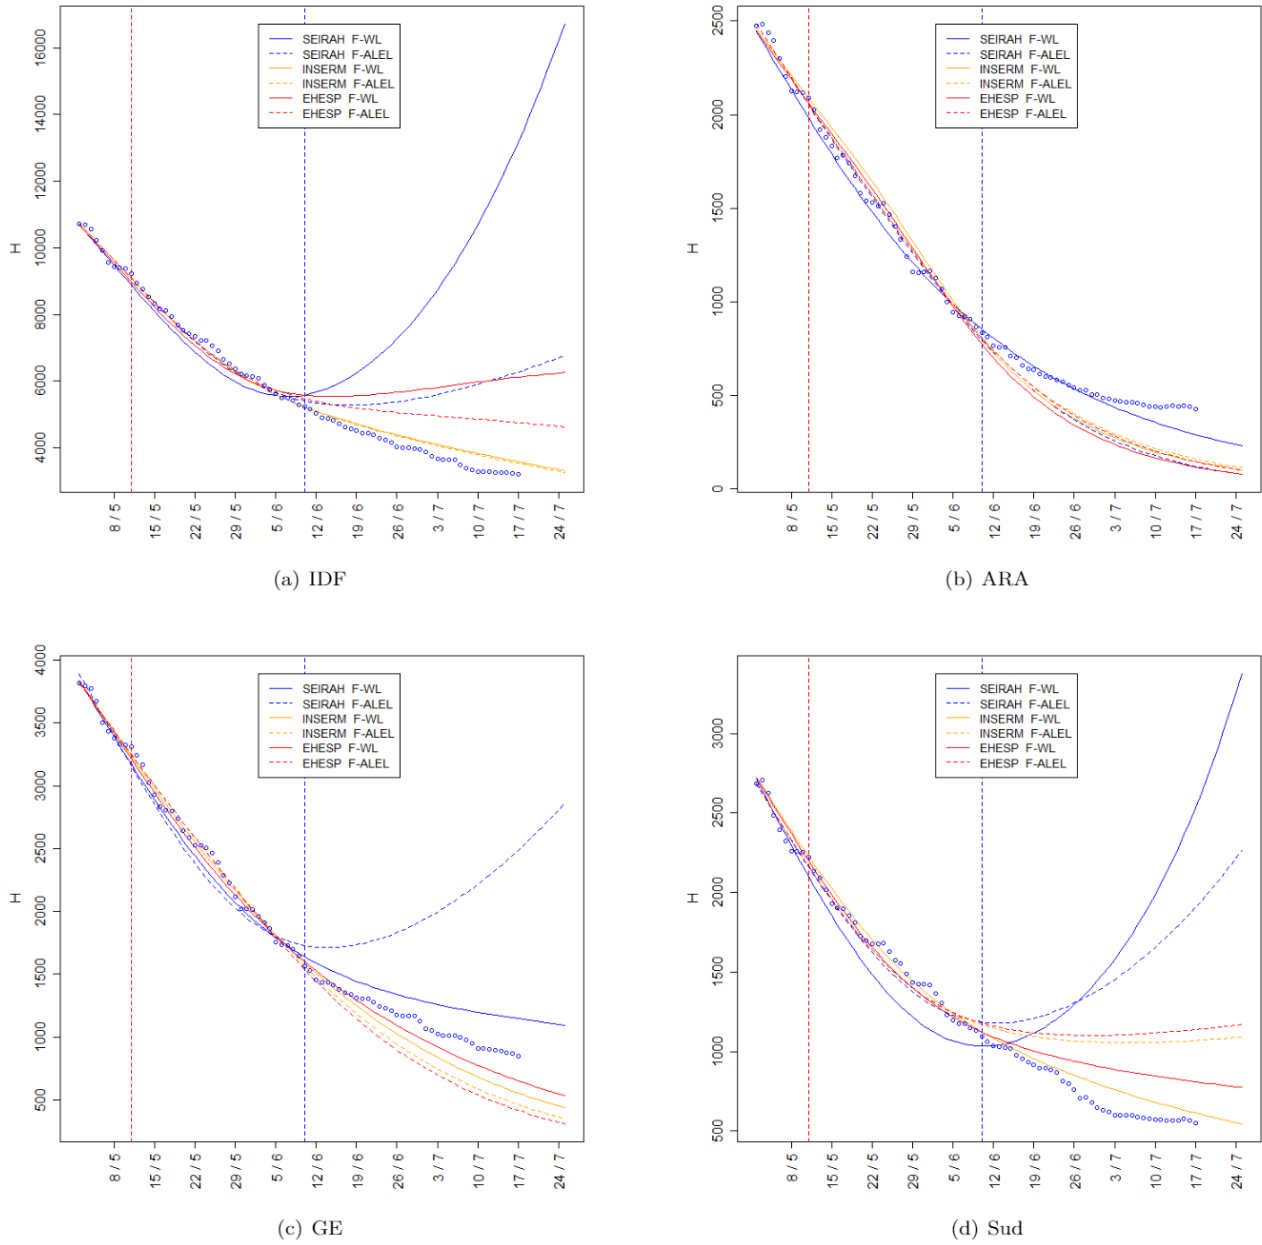 SEIRAH F-WL
SEIRAH F-ALEL
INSERM F-WL
INSERM F-ALEL
EHESP F-WL
EHESP F-ALEL
H
16000
14000
12000
10000
8000
6000
4000
8 / 5
15 / 5
22 / 5
29 / 5
5 / 6
12 / 6
19 / 6
26 / 6
3 / 7
10 / 7
17 / 7
24 / 7
(a) IDF
SEIRAH F-WL
SEIRAH F-ALEL
INSERM F-WL
INSERM F-ALEL
EHESP F-WL
EHESP F-ALEL
H
2500
2000
1500
1000
500
0
8 / 5
15 / 5
22 / 5
29 / 5
5 / 6
12 / 6
19 / 6
26 / 6
3 / 7
10 / 7
17 / 7
24 / 7
(b) ARA
SEIRAH F-WL
SEIRAH F-ALEL
INSERM F-WL
INSERM F-ALEL
EHESP F-WL
EHESP F-ALEL
H
4000
3500
3000
2500
2000
1500
1000
500
8 / 5
15 / 5
22 / 5
29 / 5
5 / 6
12 / 6
19 / 6
26 / 6
3 / 7
10 / 7
17 / 7
24 / 7
(c) GE
SEIRAH F-WL
SEIRAH F-ALEL
INSERM F-WL
INSERM F-ALEL
EHESP F-WL
EHESP F-ALEL
H
3000
2500
2000
1500
1000
500
8 / 5
15 / 5
22 / 5
29 / 5
5 / 6
12 / 6
19 / 6
26 / 6
3 / 7
10 / 7
17 / 7
24 / 7
(d) Sud